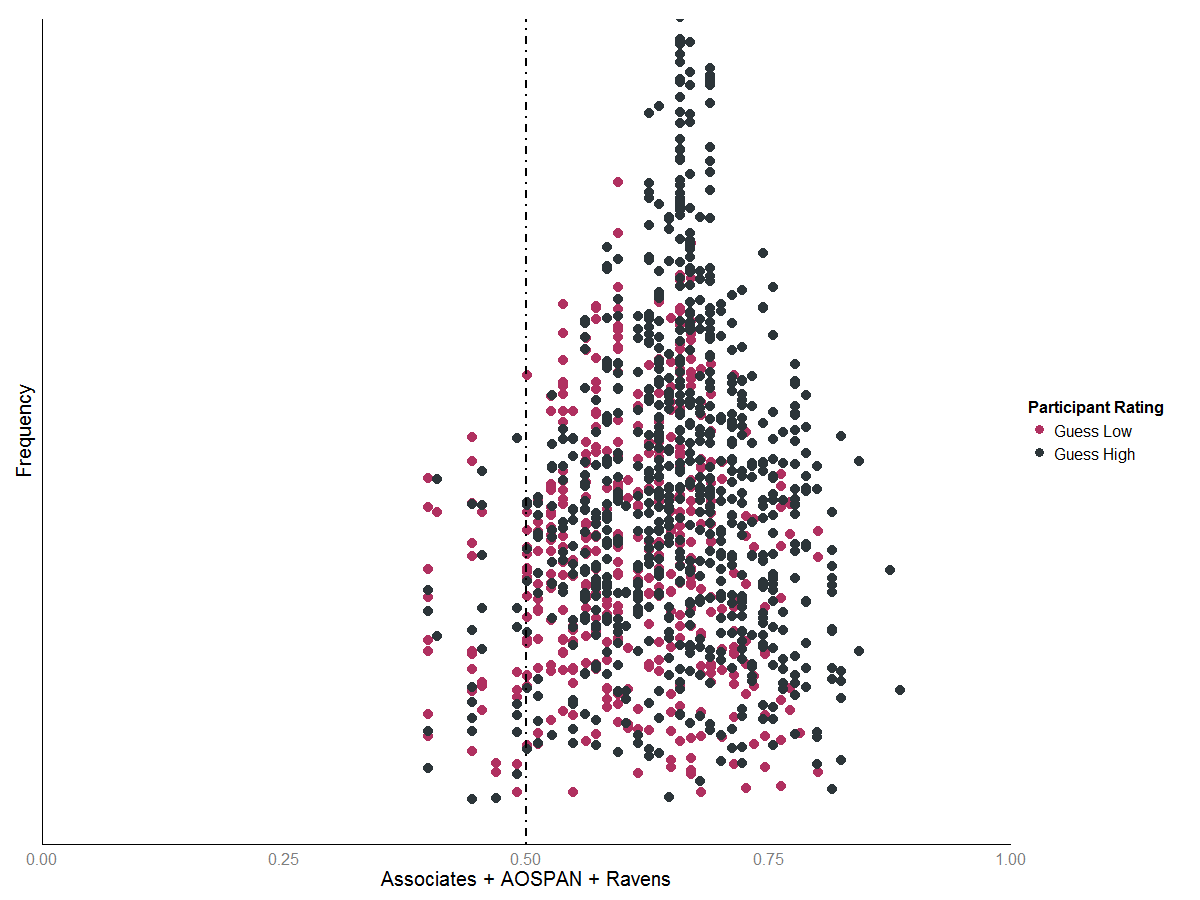 Frequency
Participant Rating
Guess Low
Guess High
0.00 0.25 0.50 0.75 1.00
Associates + AOSPAN + Ravens